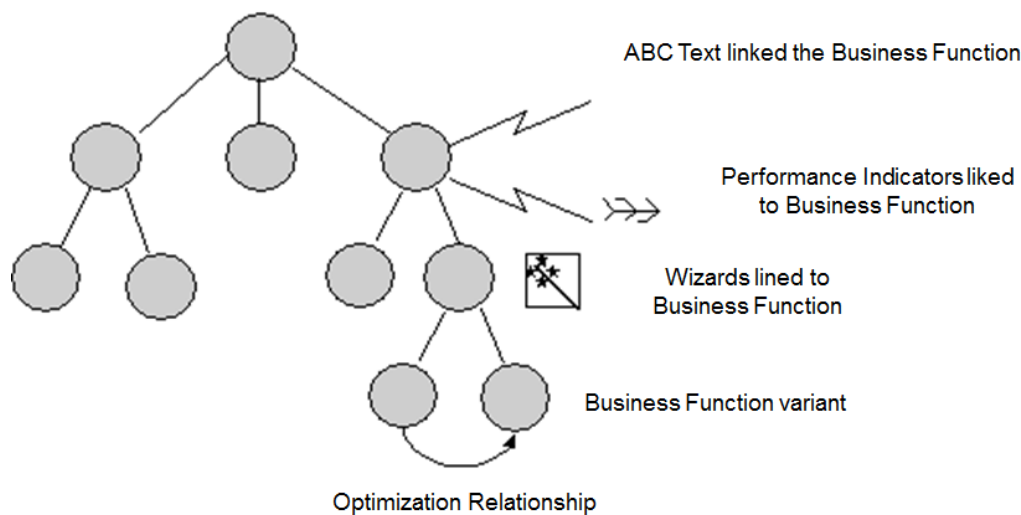 ABC Text linked the Business Function
Performance Indicators liked
to Business Function
Wizards lined to
Business Function
Business Function variant
Optimization Relationship